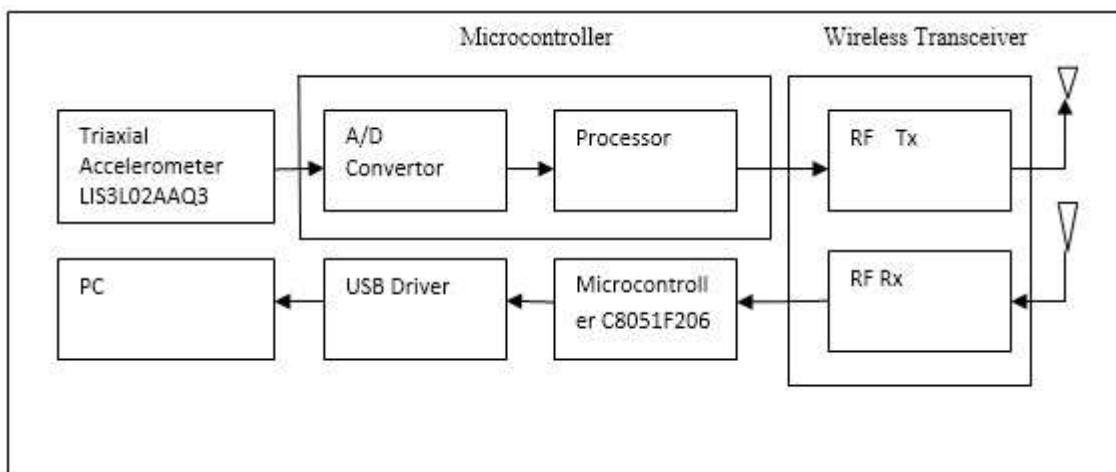 Microcontroller
Wireless Transceiver
Triaxial
Accelerometer
LIS3L02AAQ3
A/D
Convertor
Processor
RF Tx
PC
USB Driver
Microcontroll
er C8051F206
RF Rx